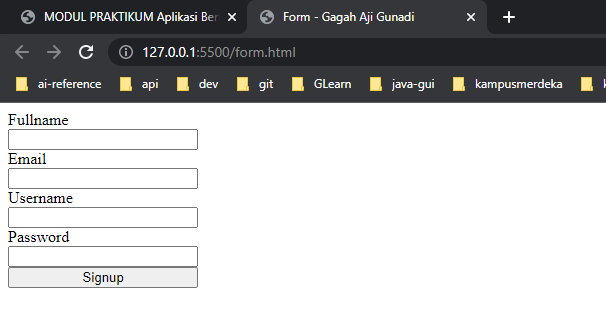 MODUL PRAKTIKUM Aplikasi Ber
Form - Gagah Aji Gunadi
127.0.0.1:5500/form.html
ai-reference api dev git GLearn java-gui kampusmerdeka k
Fullname
Email
Username
Password
Signup